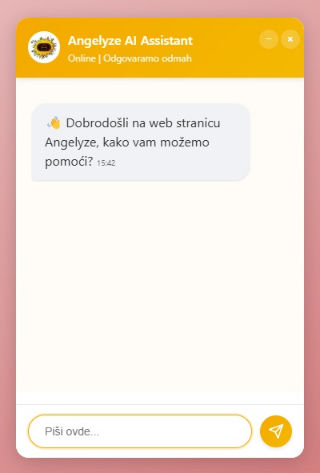 Angelyze AI Assistant
Online | Odgovaramo odmah
👋 Dobrodošli na web stranicu
Angelyze, kako vam možemo
pomoći? 15:42
Piši ovde...